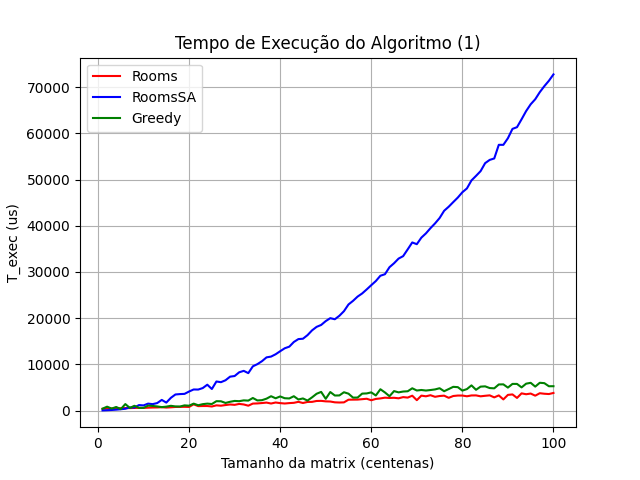 Tempo de Execução do Algoritmo (1)
Rooms
RoomsSA
Greedy
T_exec (us)
70000
60000
50000
40000
30000
20000
10000
0
0 20 40 60 80 100
Tamanho da matrix (centenas)